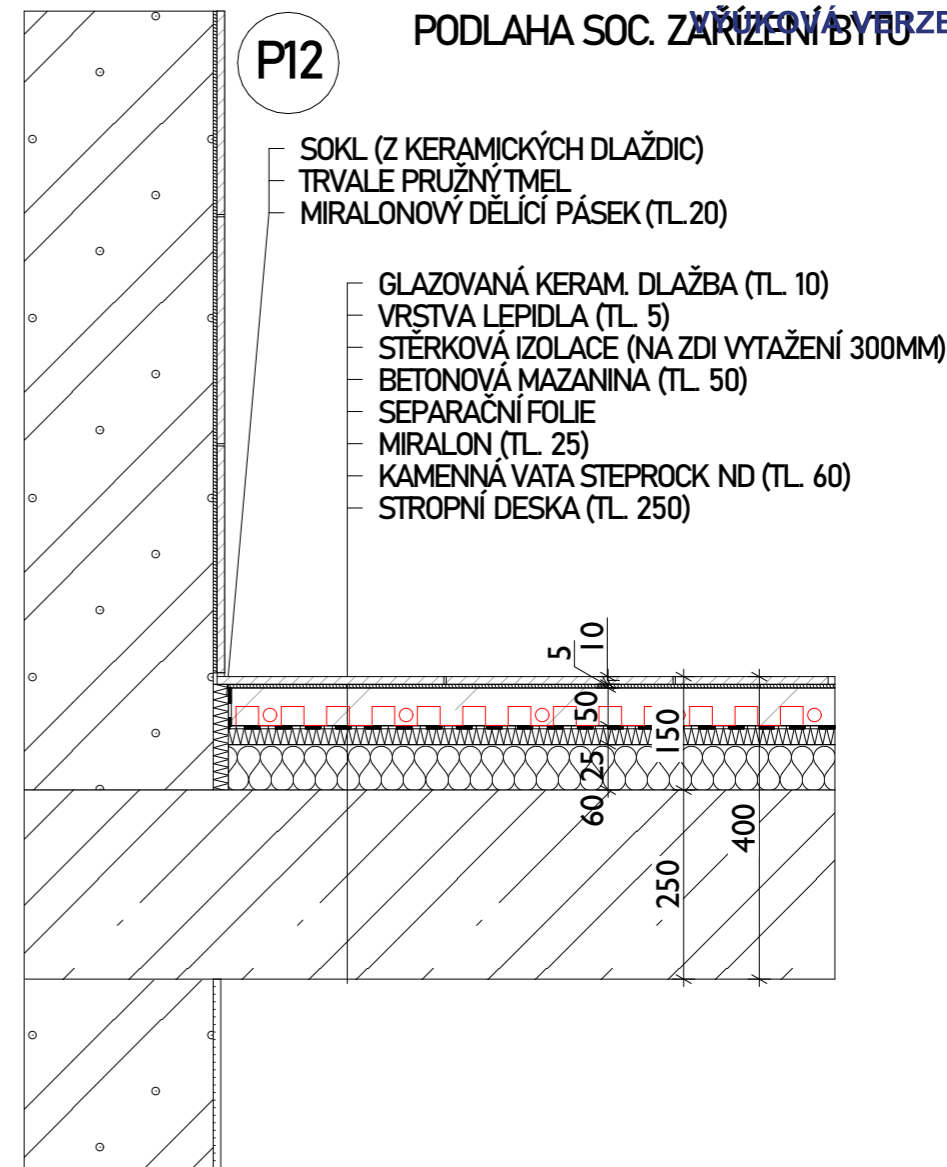 P12
PODLAHA SOC. ZAŘÍZENÍ BYTU
VÝUKOVÁ VERZE
SOKL (Z KERAMICKÝCH DLAŽDIC)
TRVALE PRUŽNÝ TMEL
MIRALONOVÝ DĚLÍCÍ PÁSEK (TL.20)
GLAZOVANÁ KERAM. DLAŽBA (TL. 10)
VRSTVA LEPIDLA (TL. 5)
STĚRKOVÁ IZOLACE (NA ZDI VYTAŽENÍ 300MM)
BETONOVÁ MAZANINA (TL. 50)
SEPARAČNÍ FOLIE
MIRALON (TL. 25)
KAMENNÁ VATA STEPROCK ND (TL. 60)
STROPNÍ DESKA (TL. 250)
5
10
50
150
25
60
400
250